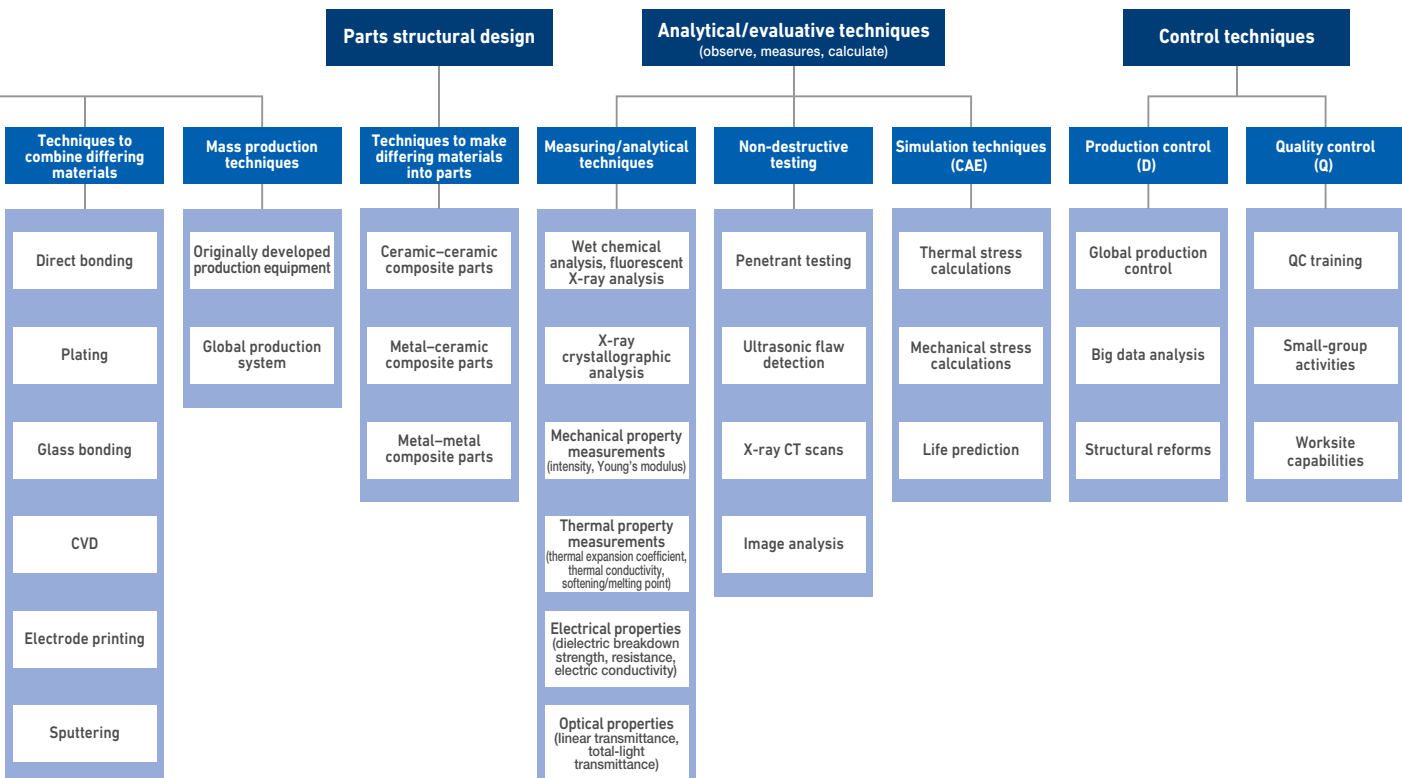 Parts structural design
Analytical/evaluative techniques
(observe, measures, calculate)
Control techniques
Techniques to
combine differing
materials
Direct bonding
Plating
Glass bonding
CVD
Electrode printing
Sputtering
Mass production
techniques
Originally developed
production equipment
Global production
system
Techniques to make
differing materials
into parts
Ceramic–ceramic
composite parts
Metal–ceramic
composite parts
Metal–metal
composite parts
Measuring/analytical
techniques
Wet chemical
analysis, fluorescent
X-ray analysis
X-ray
crystallographic
analysis
Mechanical property
measurements
(intensity, Young's modulus)
Thermal property
measurements
(thermal expansion coefficient,
thermal conductivity,
softening/melting point)
Electrical properties
(dielectric breakdown
strength, resistance,
electric conductivity)
Optical properties
(linear transmittance,
total-light
transmittance)
Non-destructive
testing
Penetrant testing
Ultrasonic flaw
detection
X-ray CT scans
Image analysis
Simulation techniques
(CAE)
Thermal stress
calculations
Mechanical stress
calculations
Life prediction
Production control
(D)
Global production
control
Big data analysis
Structural reforms
Quality control
(Q)
QC training
Small-group
activities
Worksite
capabilities